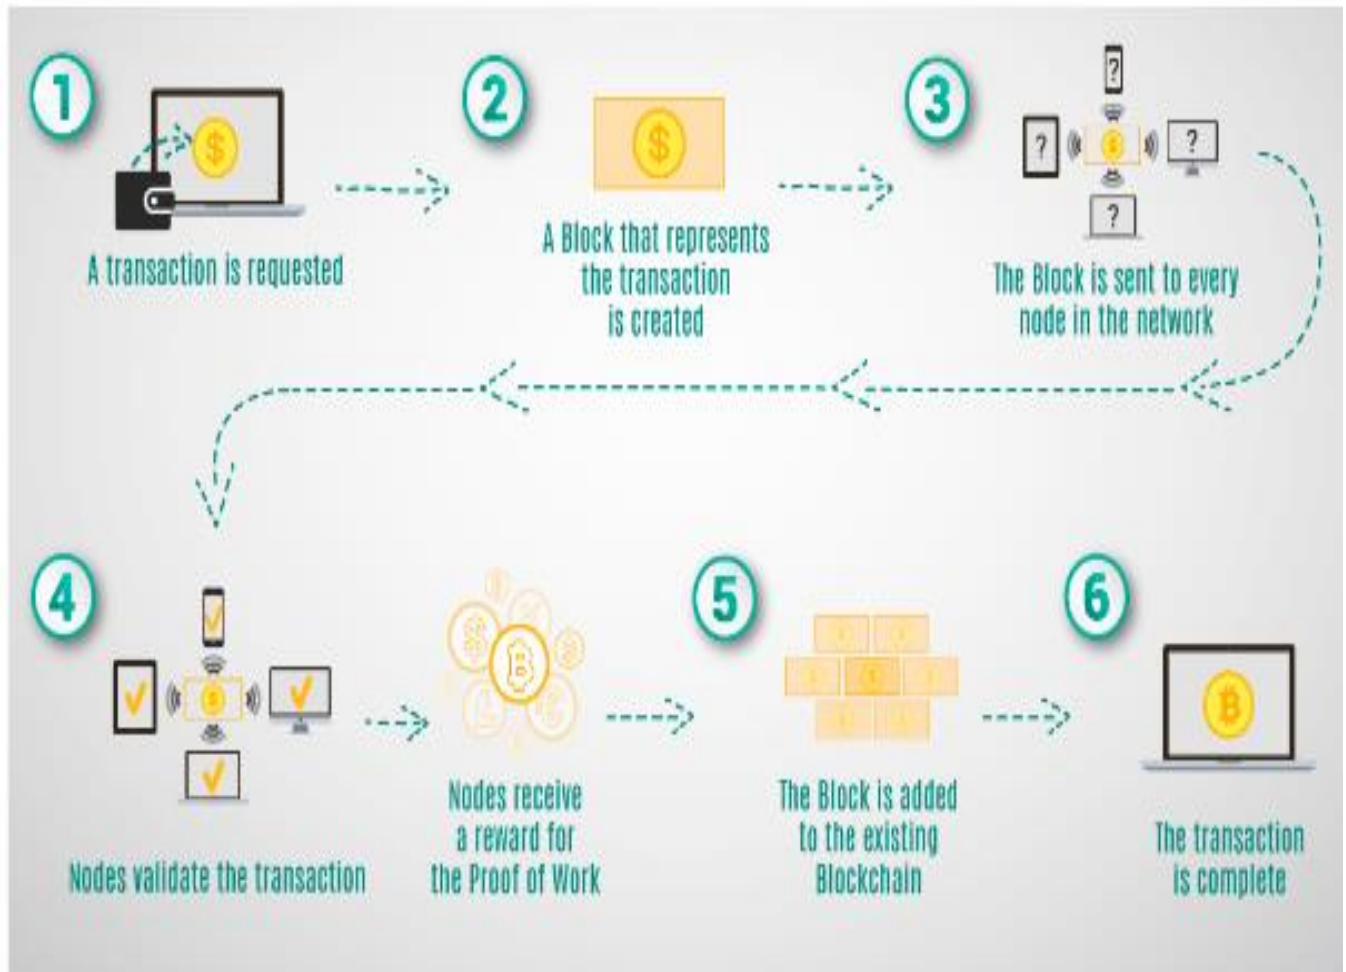 1
A transaction is requested
2
$
A Block that represents
the transaction
is created
3
?
?
?
?
The Block is sent to every
node in the network
4
Nodes validate the transaction
Nodes receive
a reward for
the Proof of Work
5
The Block is added
to the existing
Blockchain
6
The transaction
is complete